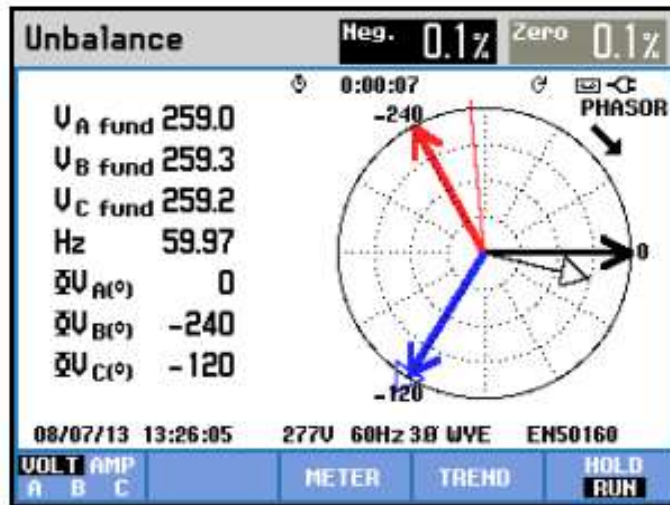 Unbalance Neg. 0.1% Zero 0.1%
0:00:07
PHASOR
-240
0
-120
VA fund 259.0
VB fund 259.3
VC fund 259.2
Hz 59.97
ΦVA(°) 0
ΦVB(°) -240
ΦVC(°) -120
08/07/13 13:26:05 277V 60Hz 3Ø WYE EN50160
VOLT AMP
A B C
METER
TREND
HOLD
RUN